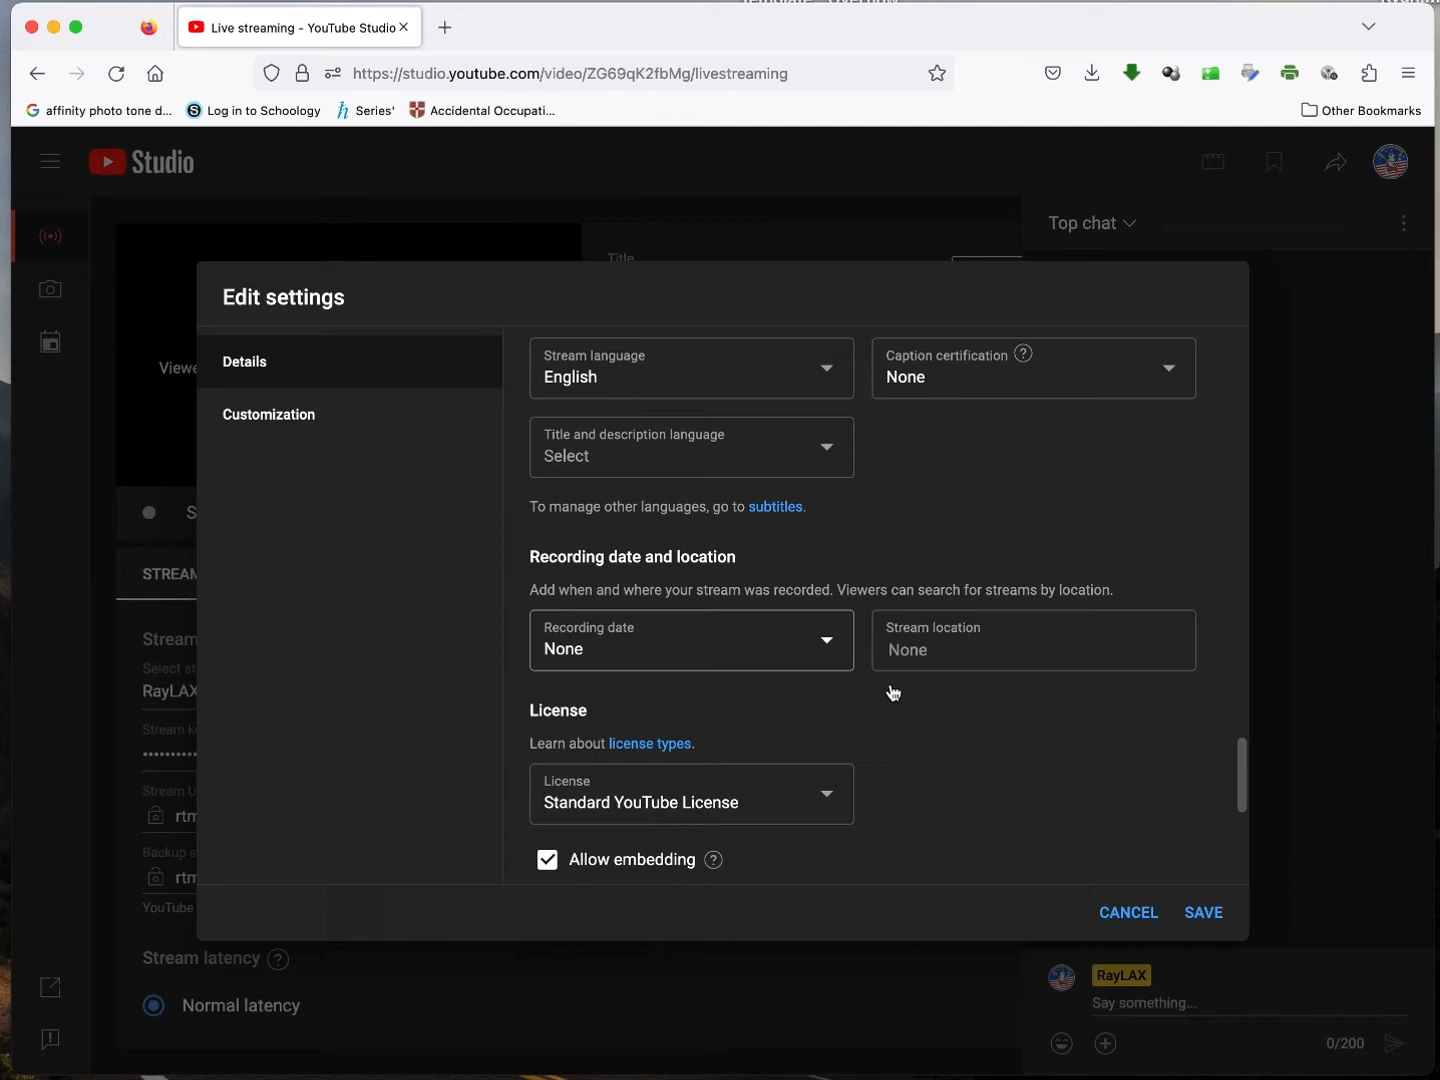 Live streaming - YouTube Studio
https://studio.youtube.com/video/ZG69qK2fbMg/livestreaming
affinity photo tone d...
Log in to Schoology
Series'
Accidental Occupati...
Other Bookmarks
Studio
Top chat
Title
Edit settings
Details
Customization
Stream language
English
Caption certification
None
Title and description language
Select
To manage other languages, go to subtitles.
Recording date and location
Add when and where your stream was recorded. Viewers can search for streams by location.
Recording date
None
Stream location
None
License
Learn about license types.
License
Standard YouTube License
Allow embedding
CANCEL
SAVE
STREAM
Stream
RayLAX
YouTube
Stream latency
Normal latency
RayLAX
Say something...
0/200